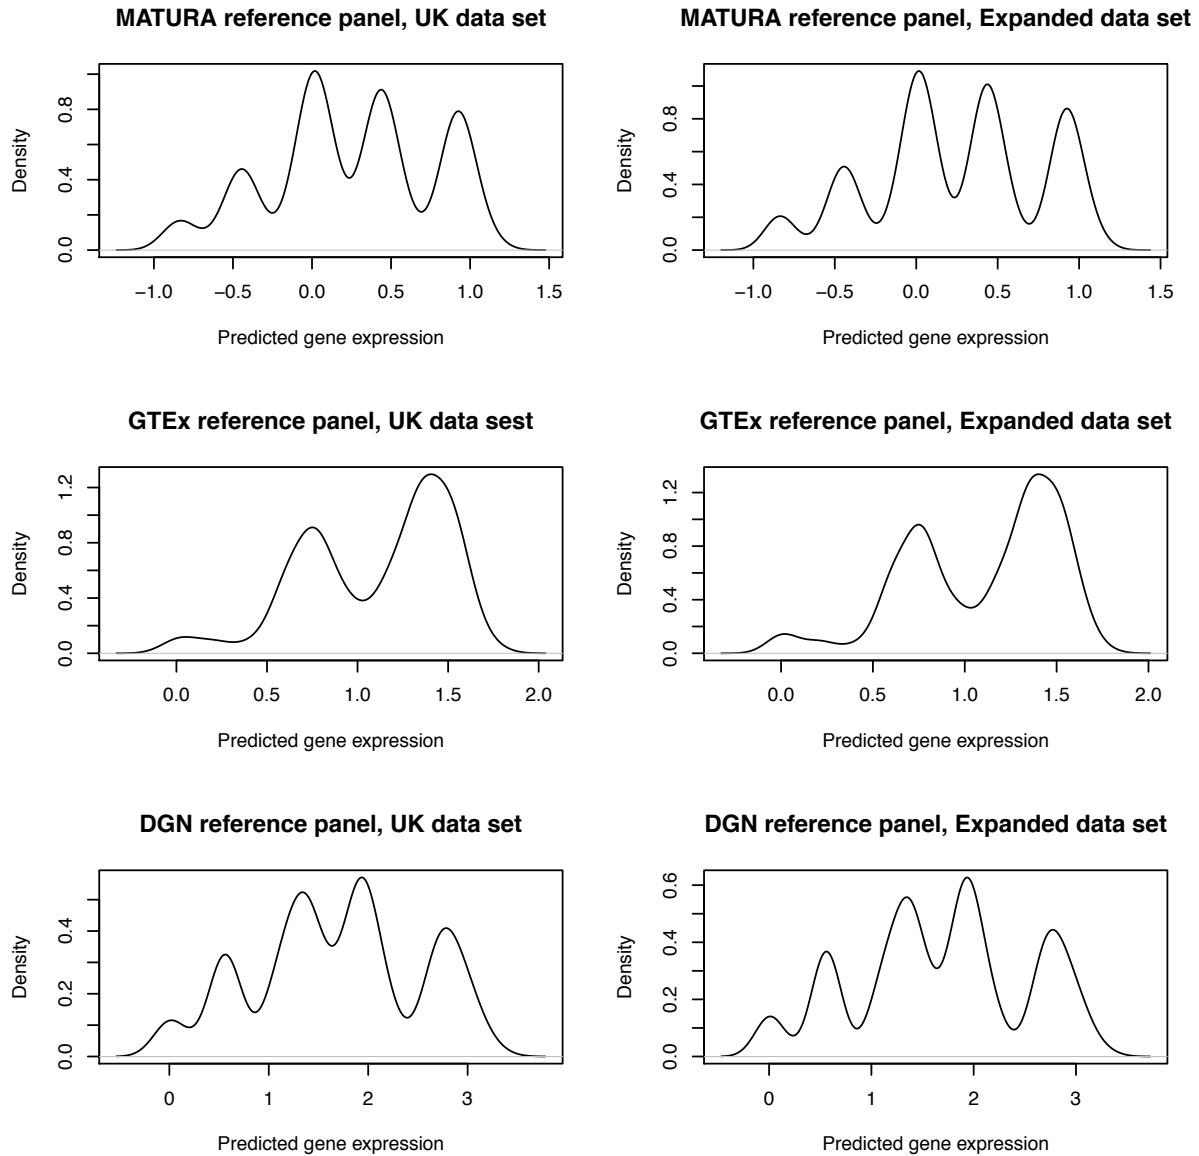 MATURA reference panel, UK data set
Density
0.0 0.4 0.8
−1.0 −0.5 0.0 0.5 1.0 1.5
Predicted gene expression
MATURA reference panel, Expanded data set
Density
0.0 0.4 0.8
−1.0 −0.5 0.0 0.5 1.0 1.5
Predicted gene expression
GTEx reference panel, UK data sest
Density
0.0 0.4 0.8 1.2
0.0 0.5 1.0 1.5 2.0
Predicted gene expression
GTEx reference panel, Expanded data set
Density
0.0 0.4 0.8 1.2
0.0 0.5 1.0 1.5 2.0
Predicted gene expression
DGN reference panel, UK data set
Density
0.0 0.2 0.4
0 1 2 3
Predicted gene expression
DGN reference panel, Expanded data set
Density
0.0 0.2 0.4 0.6
0 1 2 3
Predicted gene expression